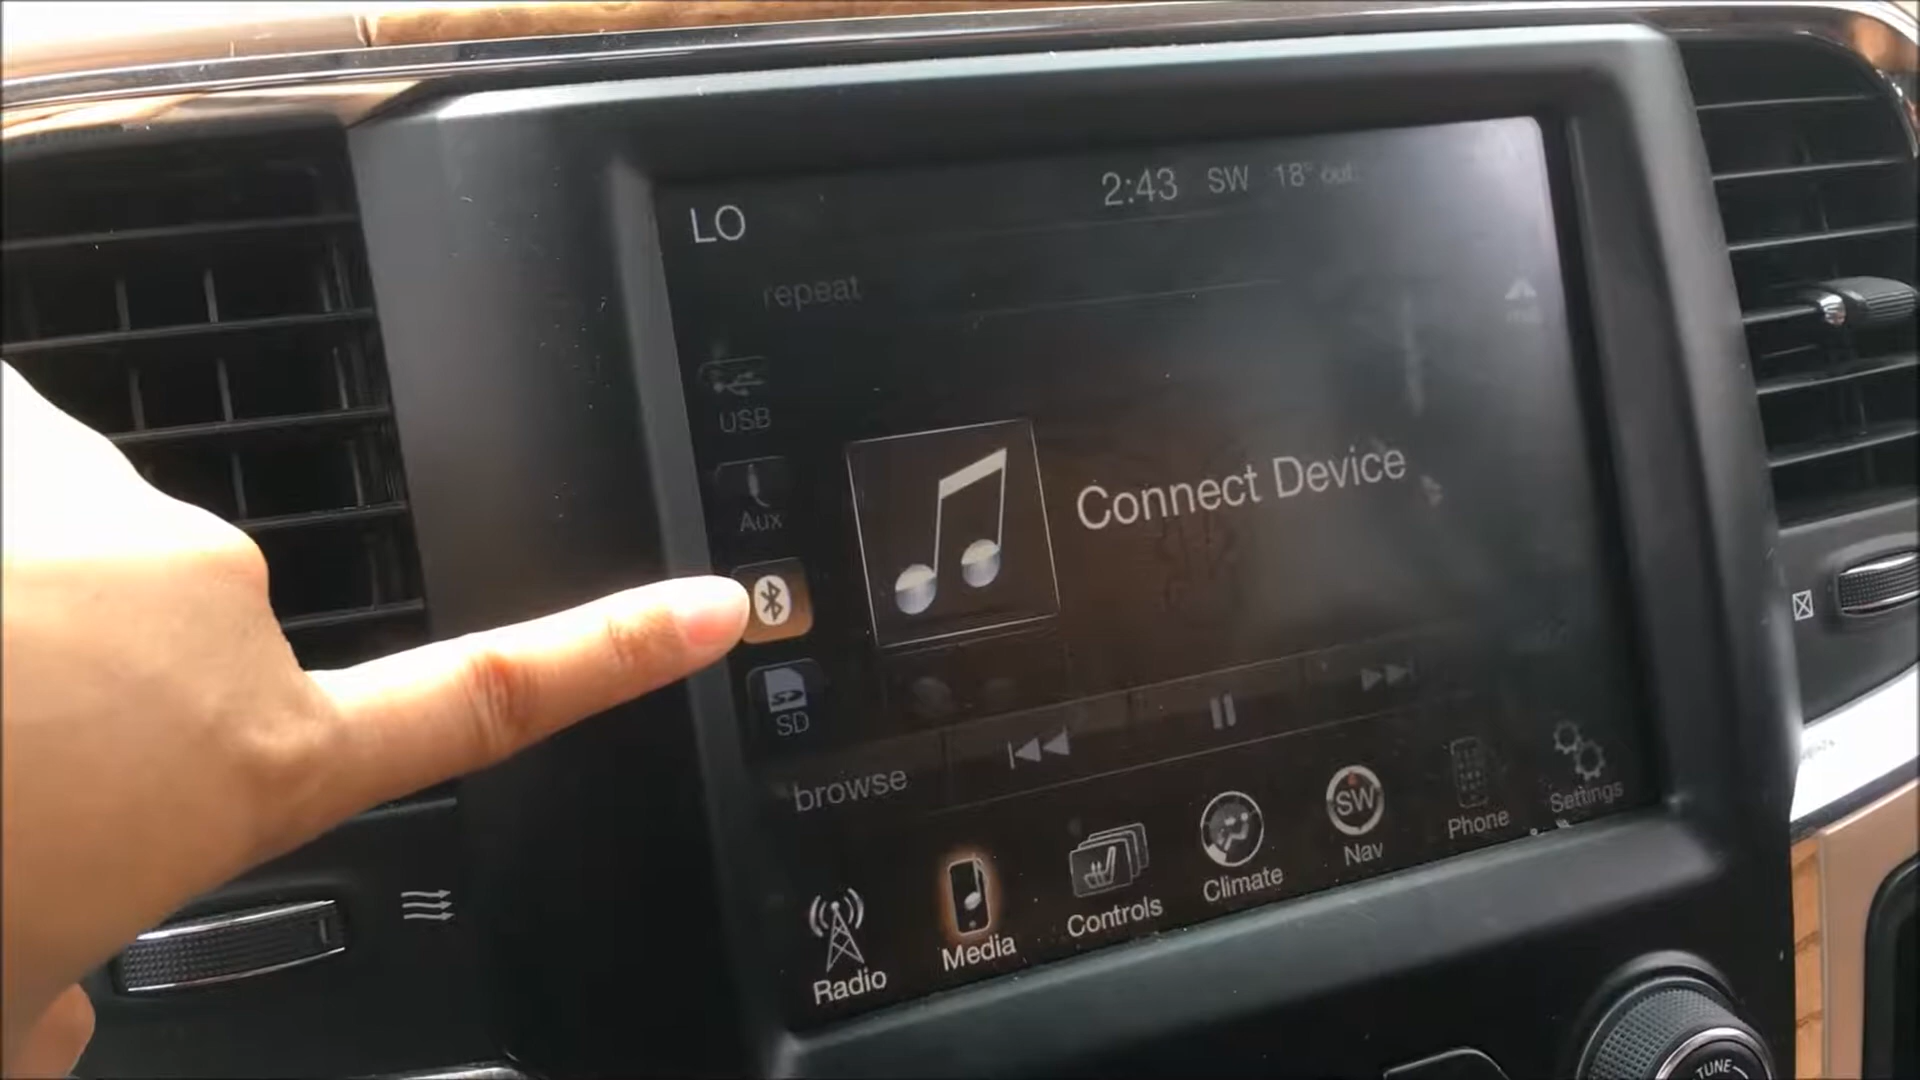 2:43 SW 18° out
LO
repeat
USB
Aux
Connect Device
SD
browse
Radio
Media
Controls
Climate
SW
Nav
Phone
Settings
TUNE